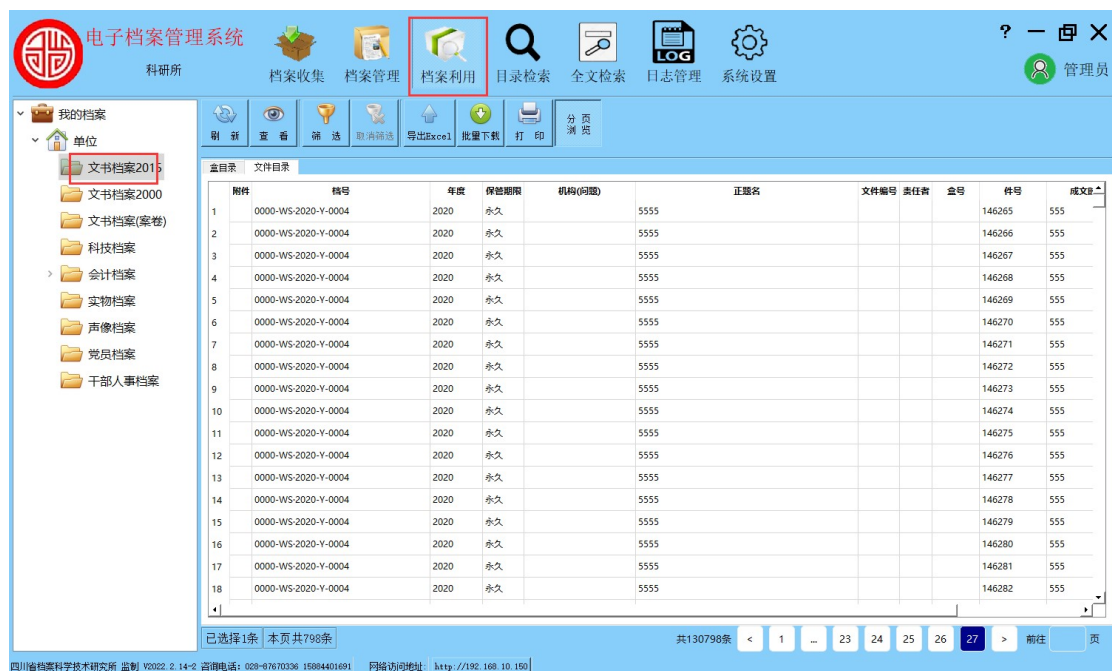 电子档案管理系统
科研所
档案收集 档案管理 档案利用 目录检索 全文检索 LOG 日志管理 系统设置
? 管理员
我的档案
单位
文书档案2015
文书档案2000
文书档案(案卷)
科技档案
会计档案
实物档案
声像档案
党员档案
干部人事档案
刷 新 查 看 筛 选 取消筛选 导出Excel 批量下载 打 印 分 页 浏 览
盒目录 文件目录
附件 档号 年度 保管期限 机构(问题) 正题名 文件编号 责任者 盒号 件号
1 0000-WS-2020-Y-0004 2020 永久 5555 146265 555
2 0000-WS-2020-Y-0004 2020 永久 5555 146266 555
3 0000-WS-2020-Y-0004 2020 永久 5555 146267 555
4 0000-WS-2020-Y-0004 2020 永久 5555 146268 555
5 0000-WS-2020-Y-0004 2020 永久 5555 146269 555
6 0000-WS-2020-Y-0004 2020 永久 5555 146270 555
7 0000-WS-2020-Y-0004 2020 永久 5555 146271 555
8 0000-WS-2020-Y-0004 2020 永久 5555 146272 555
9 0000-WS-2020-Y-0004 2020 永久 5555 146273 555
10 0000-WS-2020-Y-0004 2020 永久 5555 146274 555
11 0000-WS-2020-Y-0004 2020 永久 5555 146275 555
12 0000-WS-2020-Y-0004 2020 永久 5555 146276 555
13 0000-WS-2020-Y-0004 2020 永久 5555 146277 555
14 0000-WS-2020-Y-0004 2020 永久 5555 146278 555
15 0000-WS-2020-Y-0004 2020 永久 5555 146279 555
16 0000-WS-2020-Y-0004 2020 永久 5555 146280 555
17 0000-WS-2020-Y-0004 2020 永久 5555 146281 555
18 0000-WS-2020-Y-0004 2020 永久 5555 146282 555
已选择1条 本页共798条 共130798条 < 1 ... 23 24 25 26 27 > 前往 页
四川省档案科学技术研究所 监制 V2022.2.14-2 咨询电话: 028-87670336 15884401691 网络访问地址: http://192.168.10.150